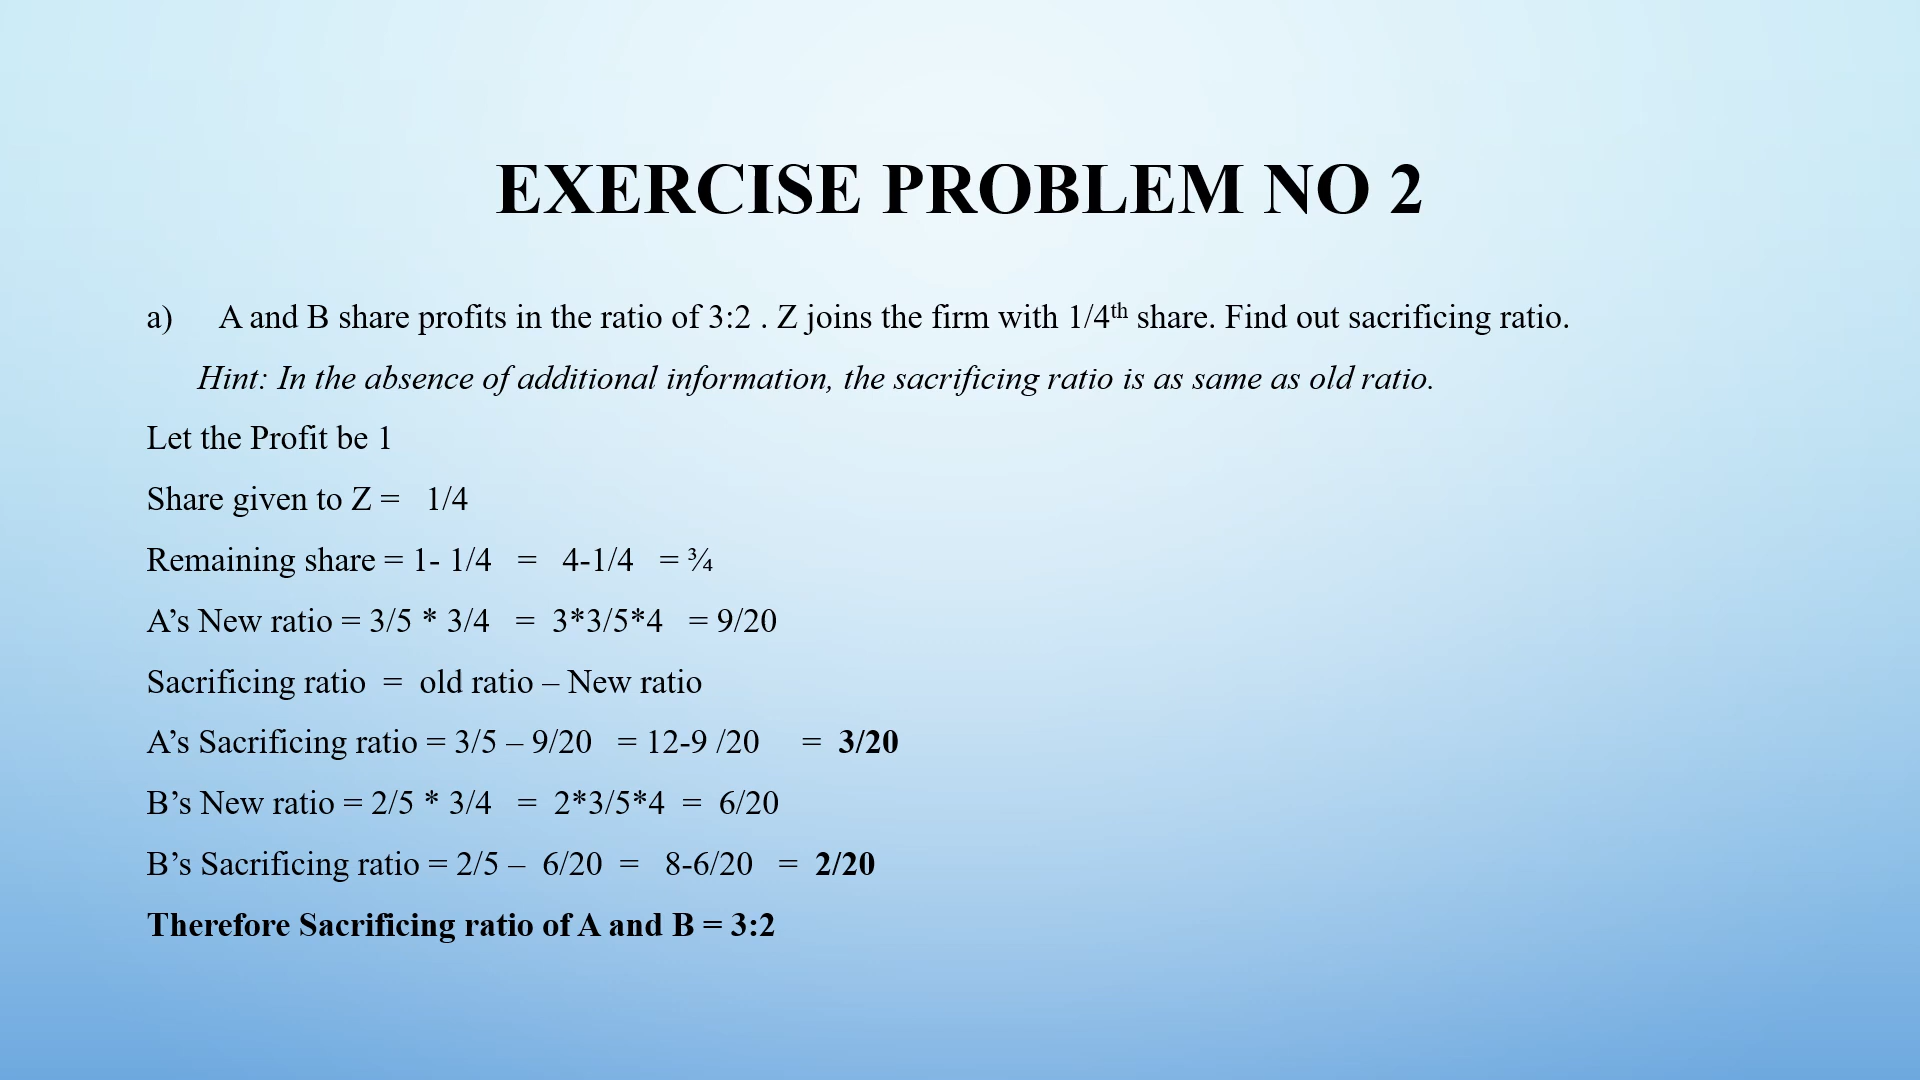 EXERCISE PROBLEM NO 2
a) A and B share profits in the ratio of 3:2 . Z joins the firm with 1/4th share. Find out sacrificing ratio.
Hint: In the absence of additional information, the sacrificing ratio is as same as old ratio.
Let the Profit be 1
Share given to Z = 1/4
Remaining share = 1- 1/4 = 4-1/4 = ¾
A’s New ratio = 3/5 * 3/4 = 3*3/5*4 = 9/20
Sacrificing ratio = old ratio – New ratio
A’s Sacrificing ratio = 3/5 – 9/20 = 12-9 /20 = 3/20
B’s New ratio = 2/5 * 3/4 = 2*3/5*4 = 6/20
B’s Sacrificing ratio = 2/5 – 6/20 = 8-6/20 = 2/20
Therefore Sacrificing ratio of A and B = 3:2